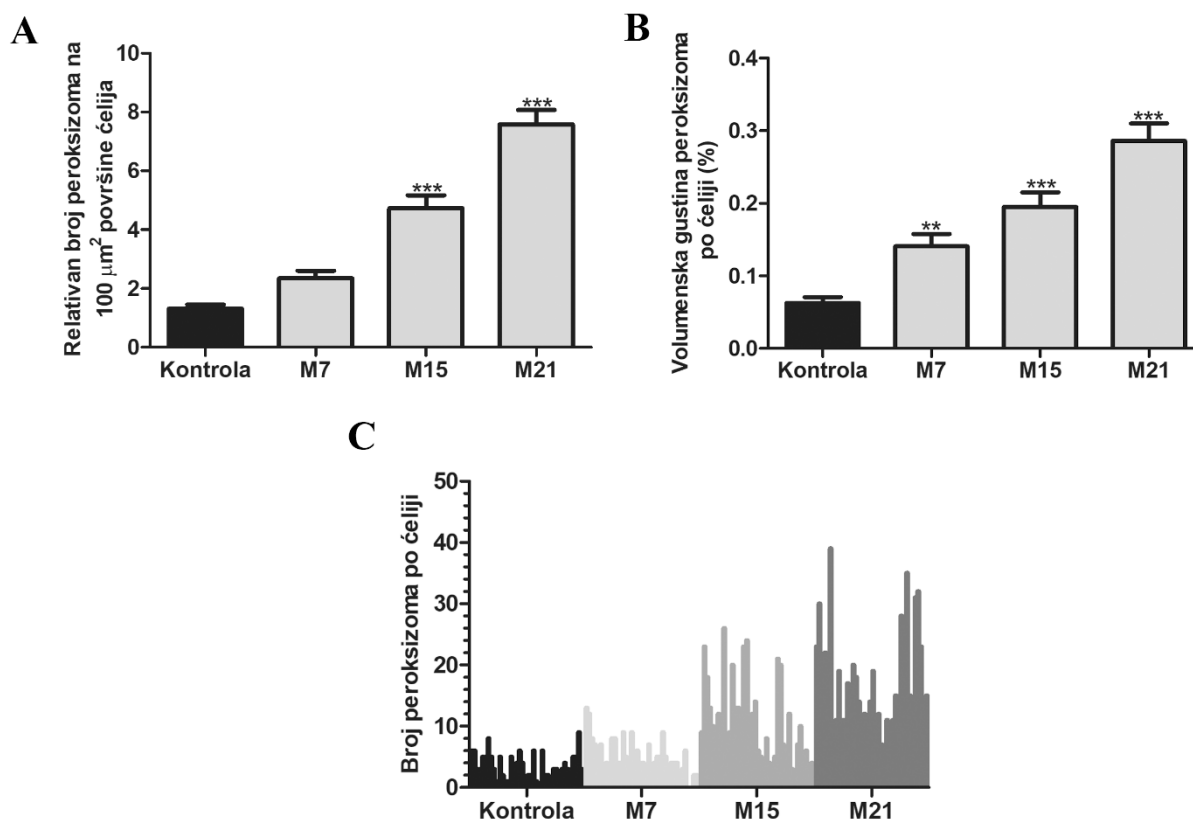 A
Relativan broj peroksizoma na
100 μm² površine ćelija
10
8
6
4
2
0
***
***
Kontrola M7 M15 M21
B
Volumenska gustina peroksizoma
po ćeliji (%)
0.4
0.3
0.2
0.1
0.0
**
***
***
Kontrola M7 M15 M21
C
Broj peroksizoma po ćeliji
50
40
30
20
10
0
Kontrola M7 M15 M21